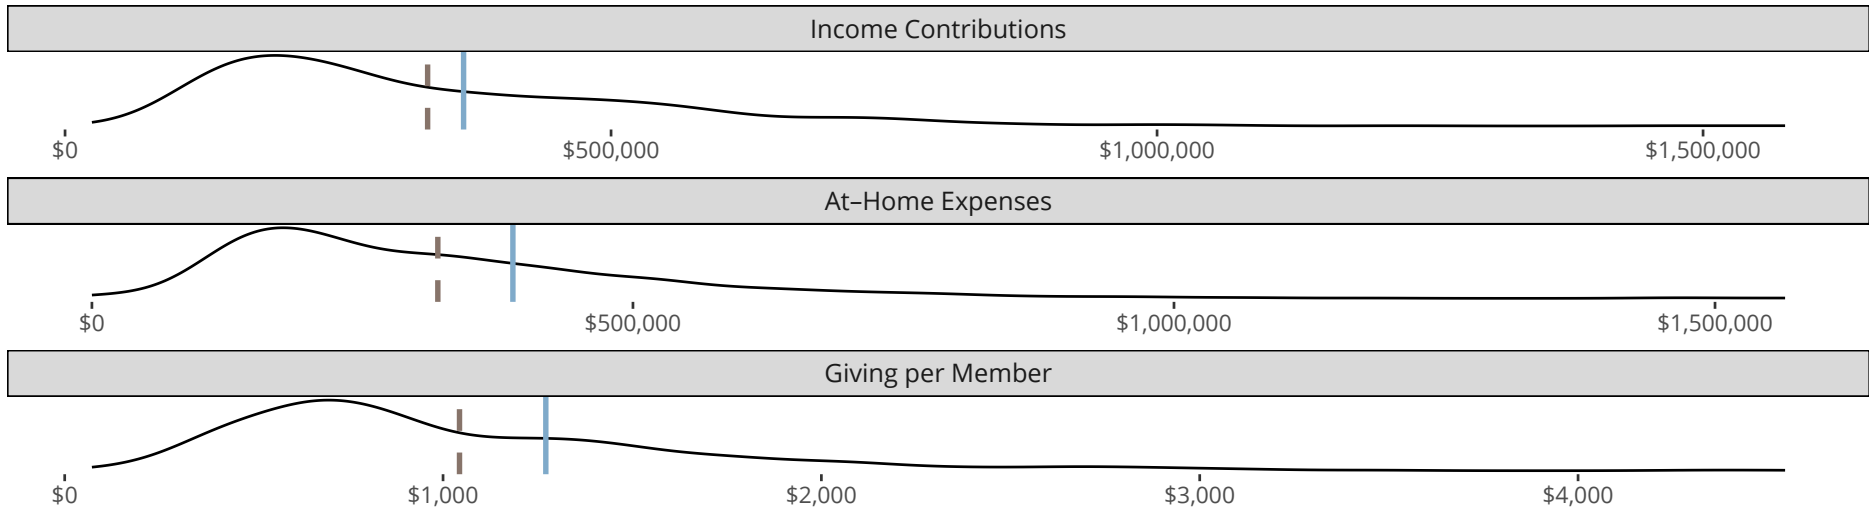 Income Contributions
$0 $500,000 $1,000,000 $1,500,000
At–Home Expenses
$0 $500,000 $1,000,000 $1,500,000
Giving per Member
$0 $1,000 $2,000 $3,000 $4,000